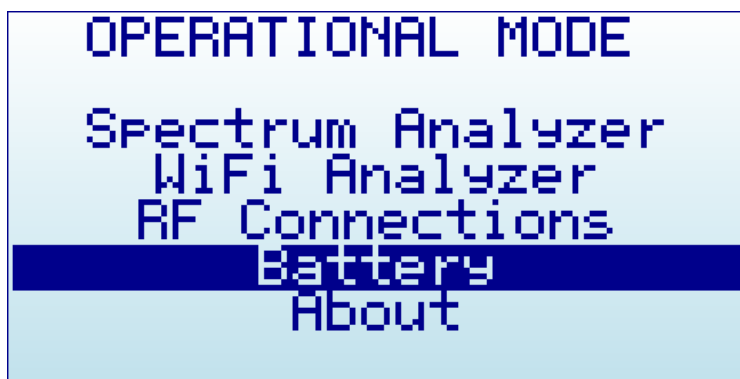 OPERATIONAL MODE
Spectrum Analyzer
WiFi Analyzer
RF Connections
Battery
About